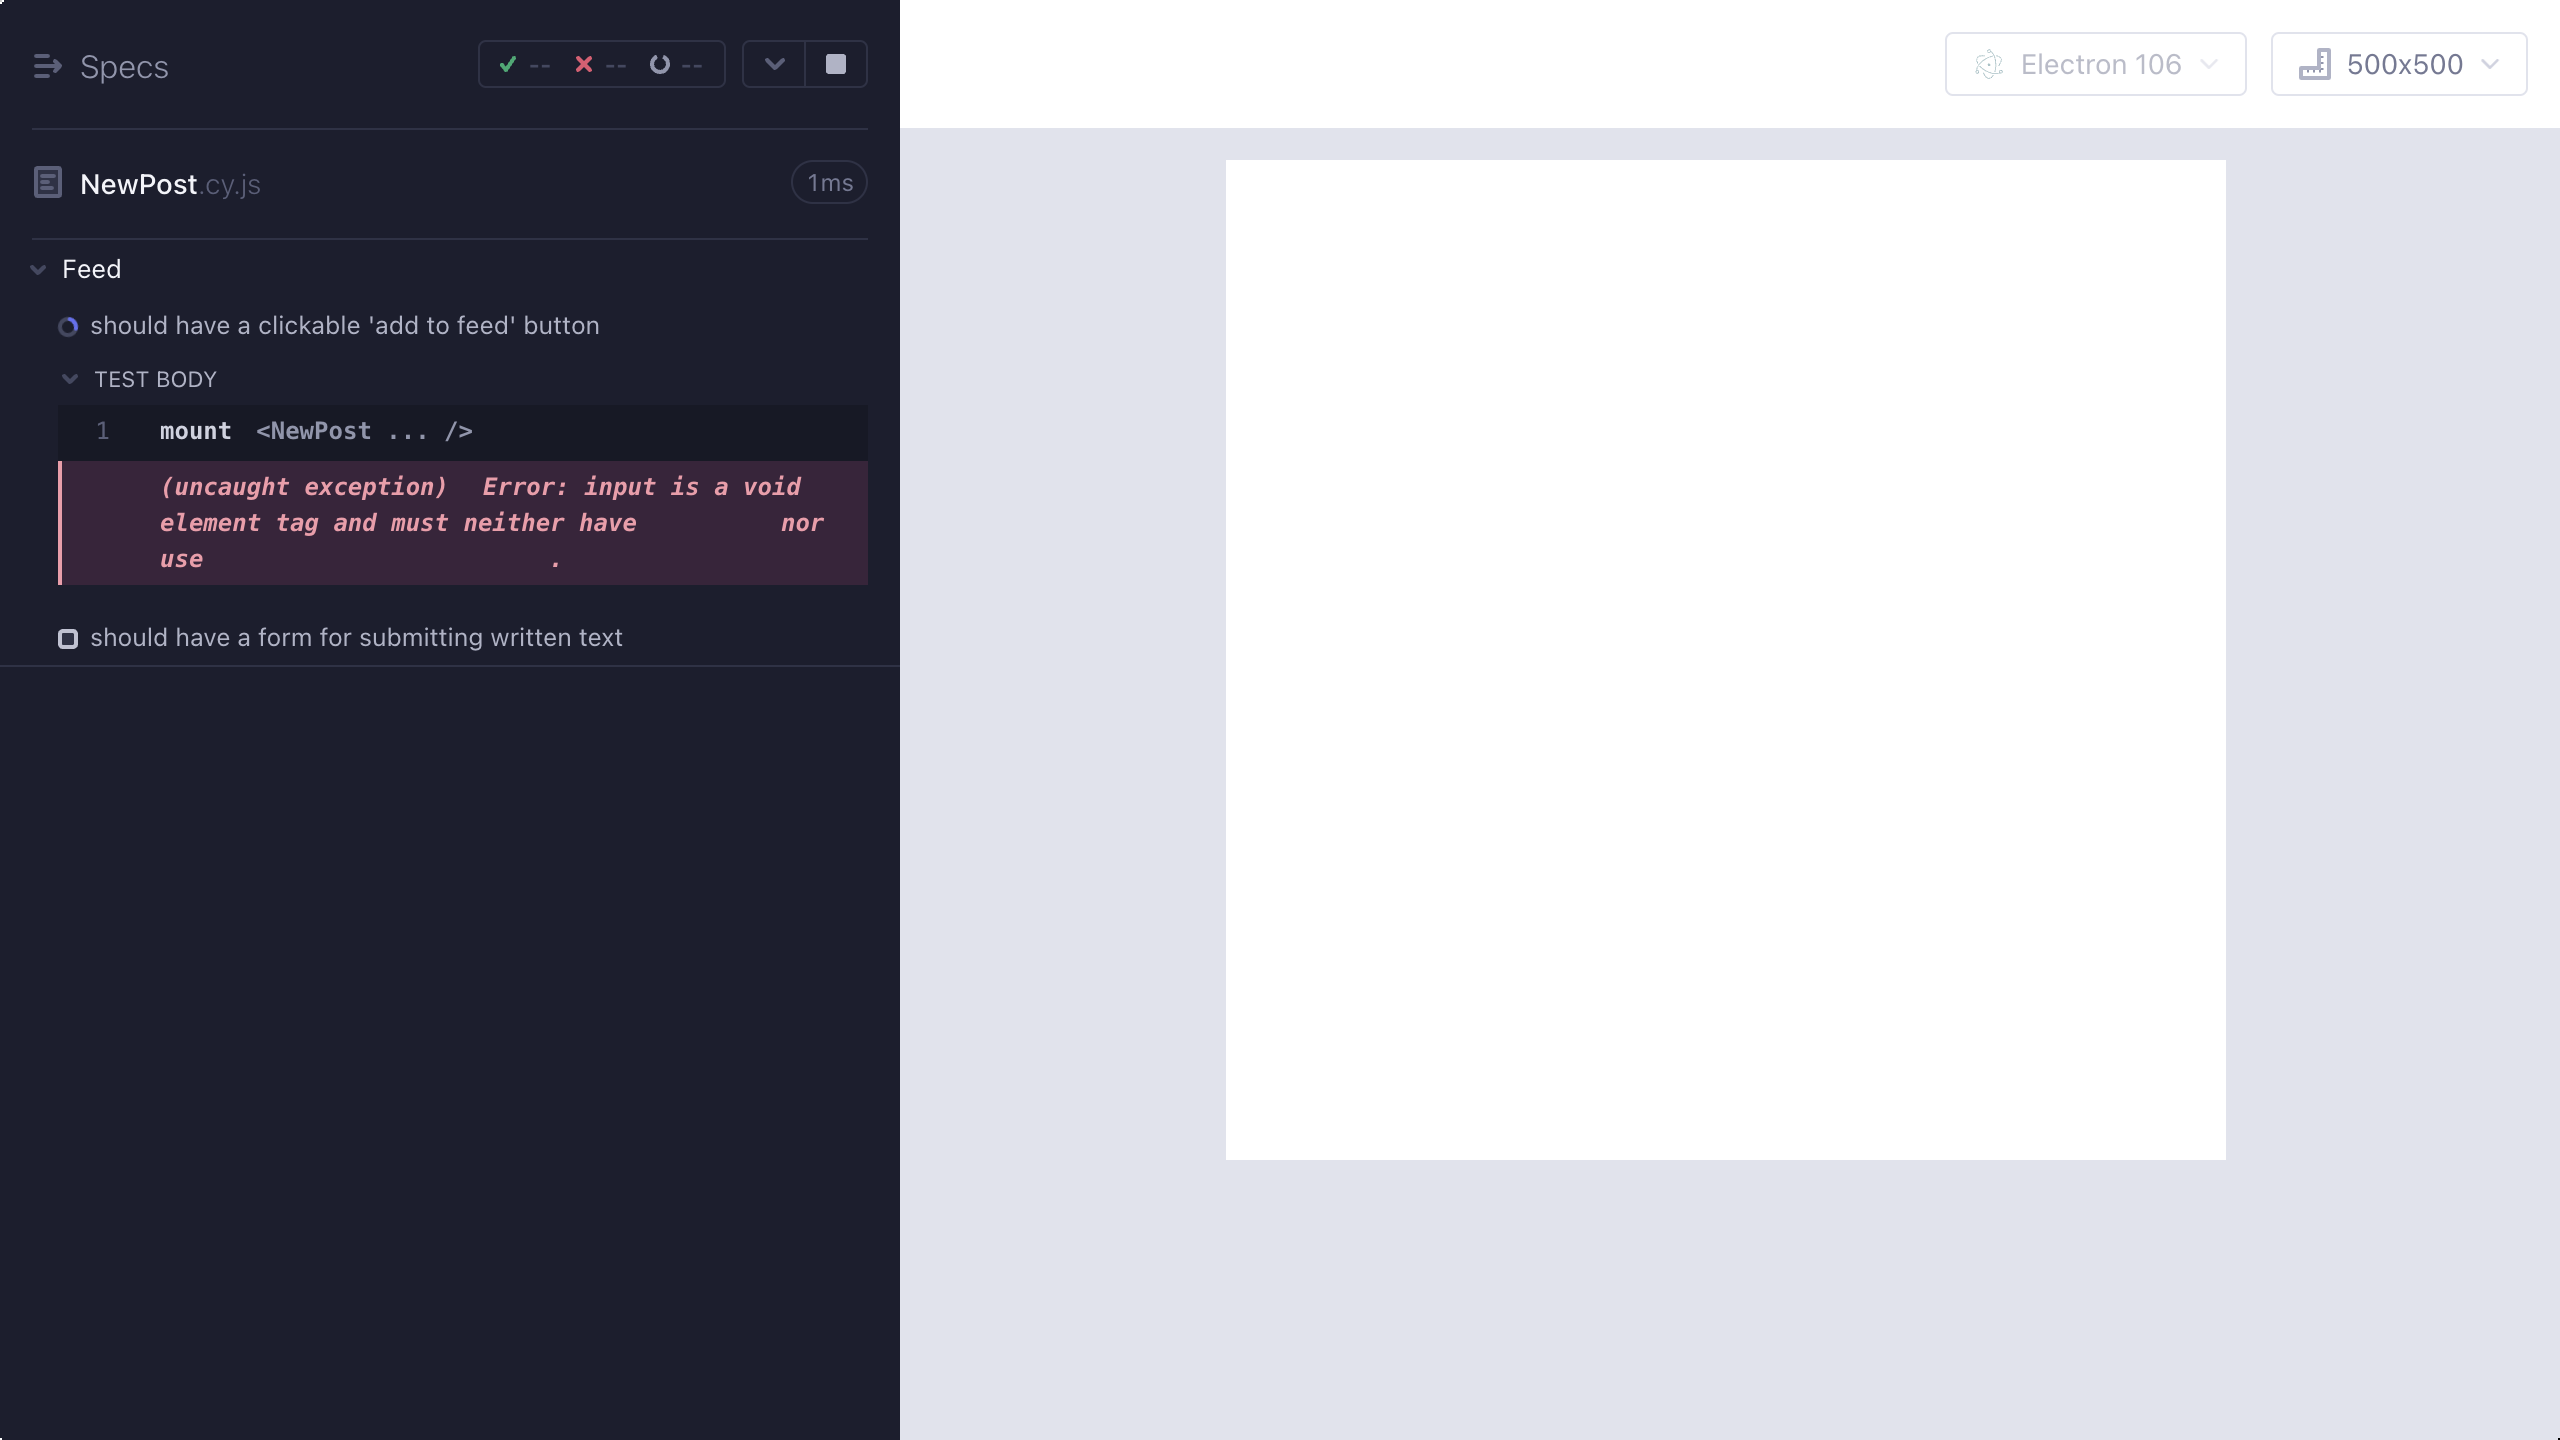 Specs
--
--
--
Electron 106
500x500
NewPost.cy.js
1ms
Feed
should have a clickable 'add to feed' button
TEST BODY
1 mount <NewPost ... />
(uncaught exception) Error: input is a void
element tag and must neither have nor
use .
should have a form for submitting written text